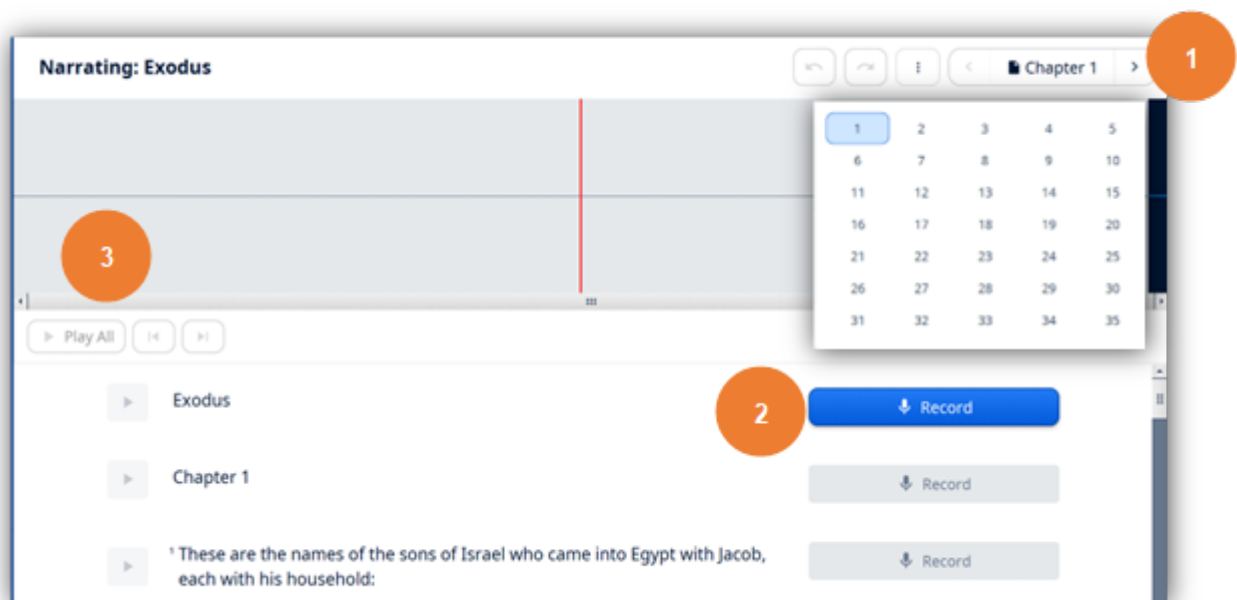 1
Narrating: Exodus
Chapter 1
1 2 3 4 5
6 7 8 9 10
11 12 13 14 15
16 17 18 19 20
21 22 23 24 25
26 27 28 29 30
31 32 33 34 35
3
Play All
Exodus
2
Record
Chapter 1
Record
¹ These are the names of the sons of Israel who came into Egypt with Jacob,
each with his household:
Record